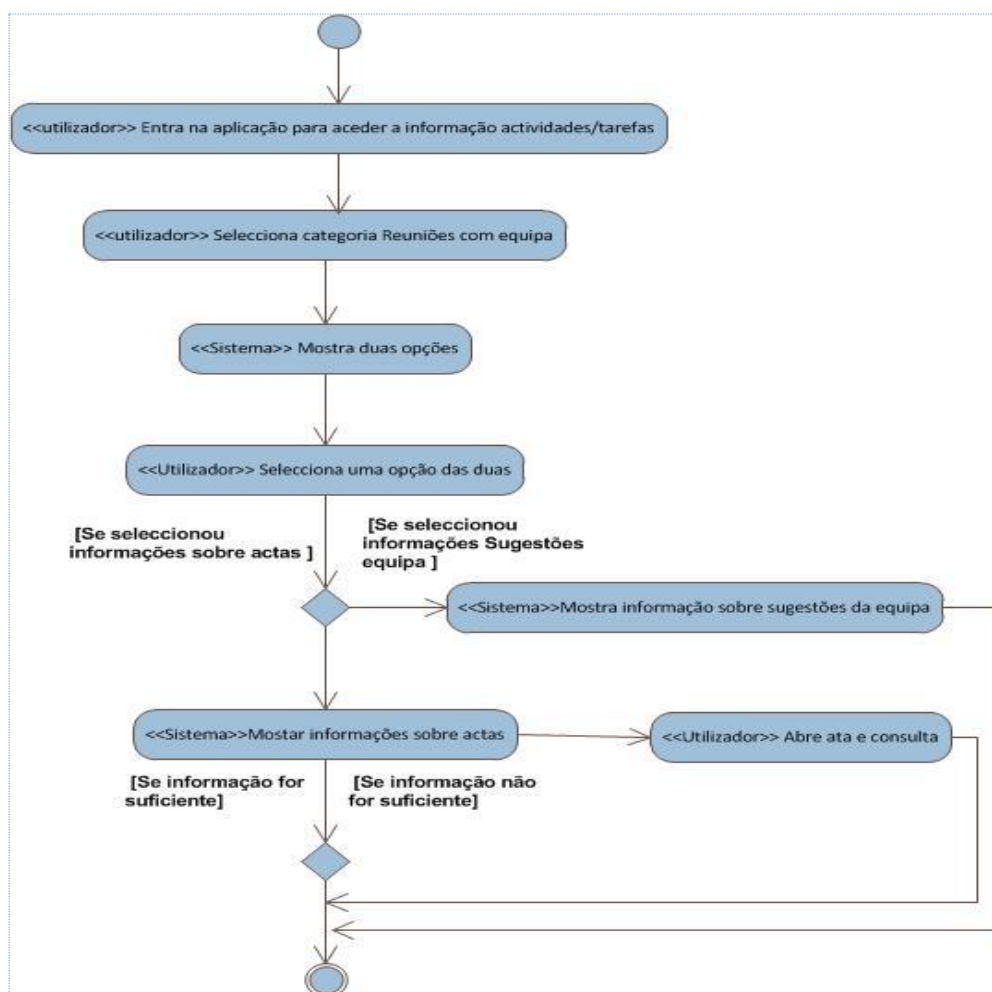 <<utilizador>> Entra na aplicação para aceder a informação actividades/tarefas
<<utilizador>> Selecciona categoria Reuniões com equipa
<<Sistema>> Mostra duas opções
<<Utilizador>> Selecciona uma opção das duas
[Se seleccionou
informações sobre actas ]
[Se seleccionou
informações Sugestões
equipa ]
<<Sistema>>Mostra informação sobre sugestões da equipa
<<Sistema>>Mostar informações sobre actas
<<Utilizador>> Abre ata e consulta
[Se informação for
suficiente]
[Se informação não
for suficiente]